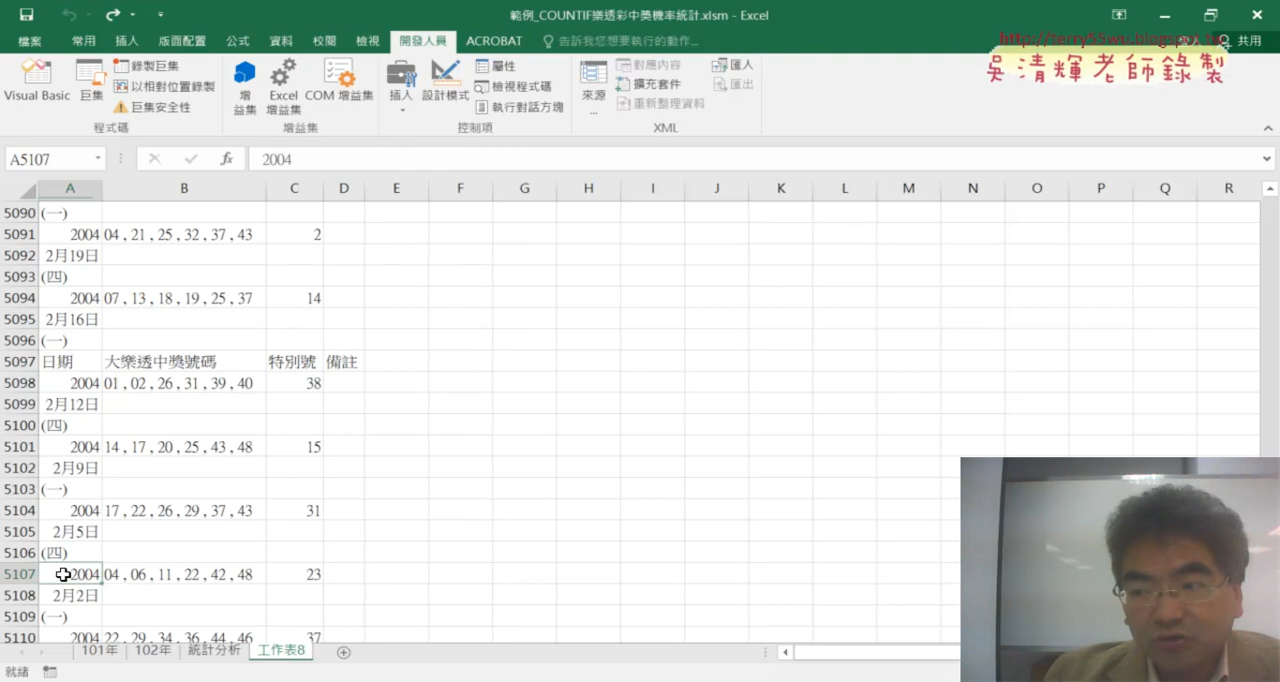 範例_COUNTIF樂透彩中獎機率統計.xlsm - Excel
檔案 常用 插入 版面配置 公式 資料 校閱 檢視 開發人員 ACROBAT 告訴我您想要執行的動作... 共用
http://terry55wu.blogspot.tw
吳清輝老師錄製
Visual Basic 巨集 錄製巨集 以相對位置錄製 巨集安全性
增益集 Excel 增益集 COM 增益集
插入 設計模式 屬性 檢視程式碼 執行對話方塊
來源... 對應內容 擴充套件 重新整理資料 匯入 匯出
程式碼 增益集 控制項 XML
A5107 fx 2004
A B C D E F G H I J K L M N O P Q R
5090 (一)
5091 2004 04 , 21 , 25 , 32 , 37 , 43 2
5092 2月19日
5093 (四)
5094 2004 07 , 13 , 18 , 19 , 25 , 37 14
5095 2月16日
5096 (一)
5097 日期 大樂透中獎號碼 特別號 備註
5098 2004 01 , 02 , 26 , 31 , 39 , 40 38
5099 2月12日
5100 (四)
5101 2004 14 , 17 , 20 , 25 , 43 , 48 15
5102 2月9日
5103 (一)
5104 2004 17 , 22 , 26 , 29 , 37 , 43 31
5105 2月5日
5106 (四)
5107 2004 04 , 06 , 11 , 22 , 42 , 48 23
5108 2月2日
5109 (一)
5110 2004 22 , 29 , 34 , 36 , 44 , 46 37
101年 102年 統計分析 工作表8
就緒